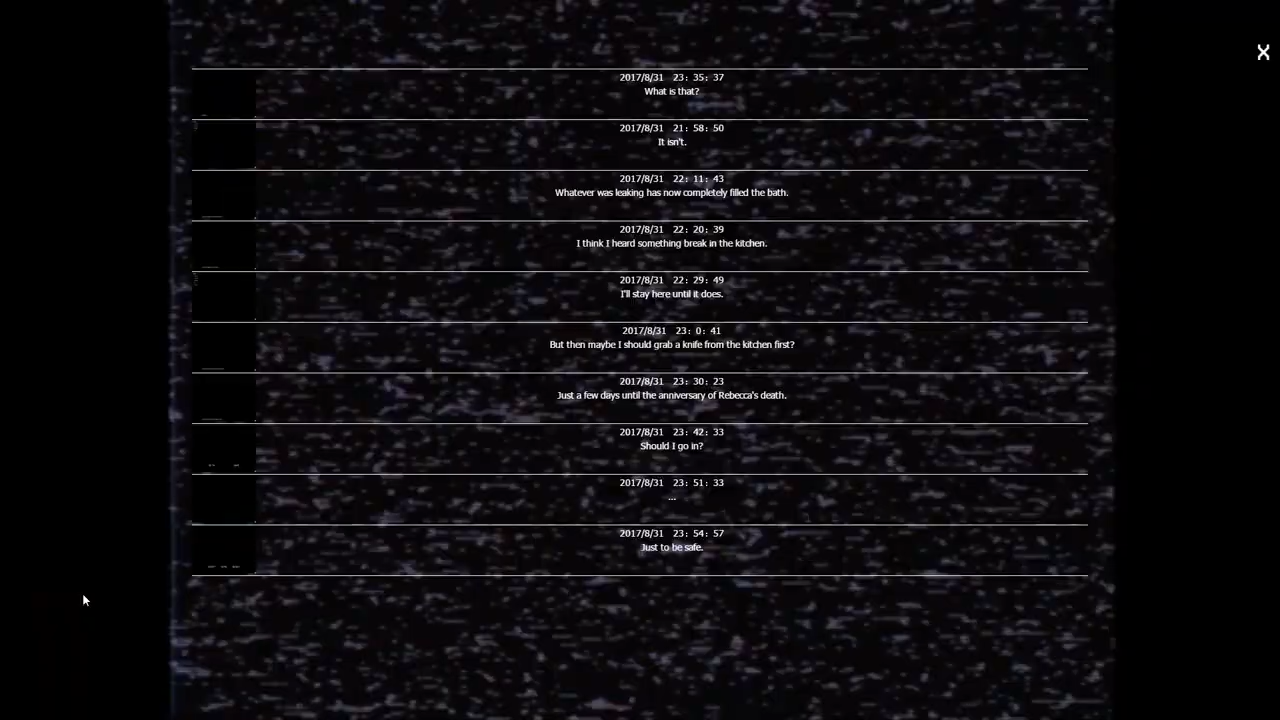 X
2017/8/31 23: 35: 37
What is that?
2017/8/31 21: 58: 50
It isn't.
2017/8/31 22: 11: 43
Whatever was leaking has now completely filled the bath.
2017/8/31 22: 20: 39
I think I heard something break in the kitchen.
2017/8/31 22: 29: 49
I'll stay here until it does.
2017/8/31 23: 0: 41
But then maybe I should grab a knife from the kitchen first?
2017/8/31 23: 30: 23
Just a few days until the anniversary of Rebecca's death.
2017/8/31 23: 42: 33
Should I go in?
2017/8/31 23: 51: 33
...
2017/8/31 23: 54: 57
Just to be safe.